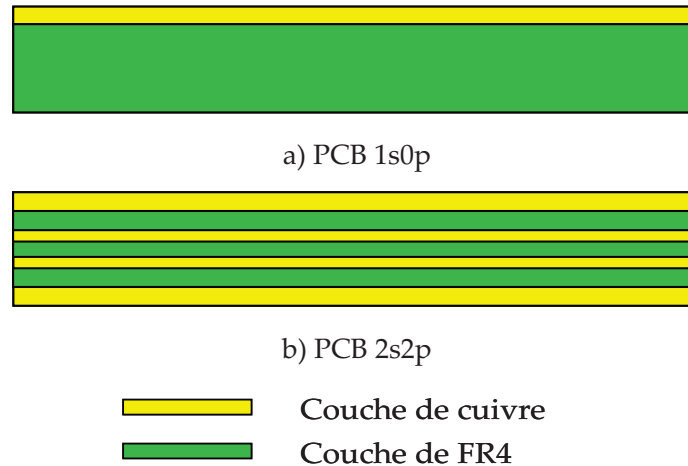 a) PCB 1s0p
b) PCB 2s2p
Couche de cuivre
Couche de FR4